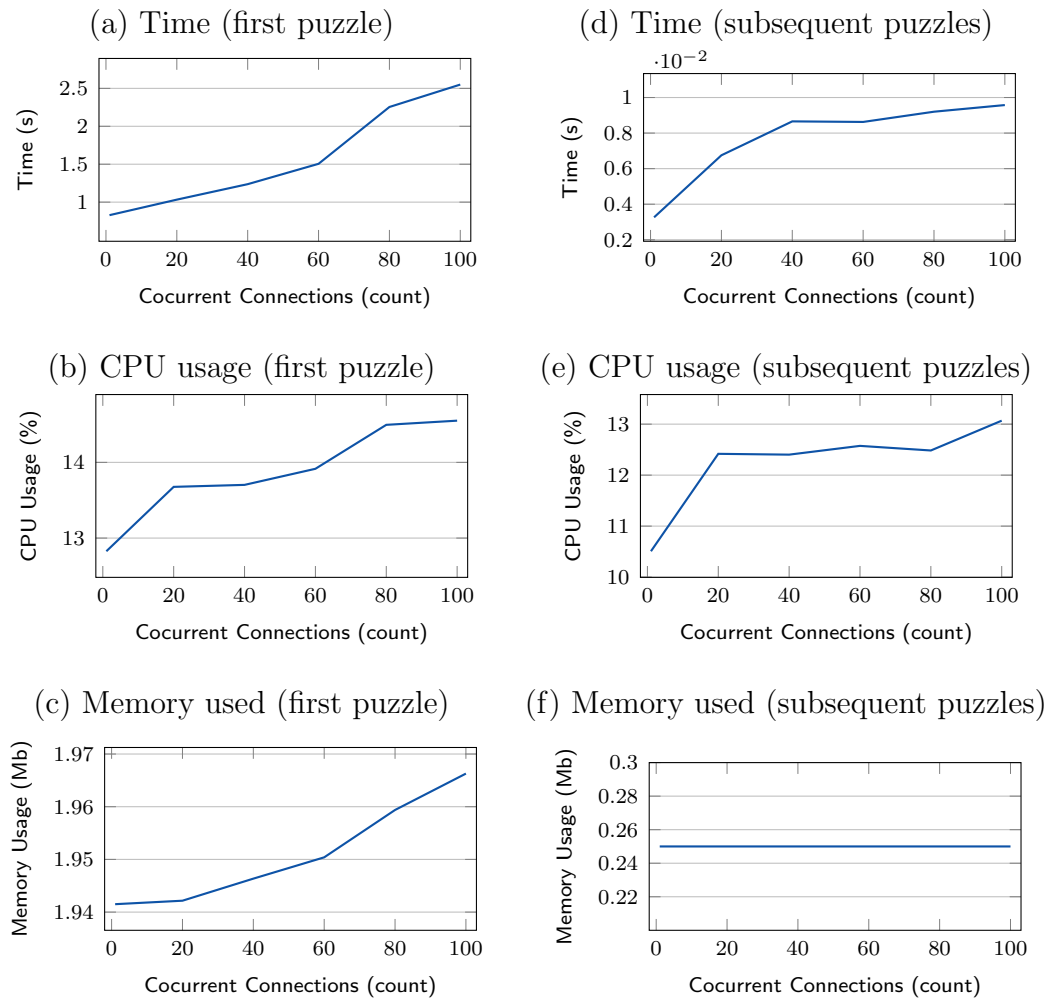 (a) Time (first puzzle)
Time (s)
2.5
2
1.5
1
0 20 40 60 80 100
Cocurrent Connections (count)
(d) Time (subsequent puzzles)
·10⁻²
Time (s)
1
0.8
0.6
0.4
0.2
0 20 40 60 80 100
Cocurrent Connections (count)
(b) CPU usage (first puzzle)
CPU Usage (%)
14
13
0 20 40 60 80 100
Cocurrent Connections (count)
(e) CPU usage (subsequent puzzles)
CPU Usage (%)
13
12
11
10
0 20 40 60 80 100
Cocurrent Connections (count)
(c) Memory used (first puzzle)
Memory Usage (Mb)
1.97
1.96
1.95
1.94
0 20 40 60 80 100
Cocurrent Connections (count)
(f) Memory used (subsequent puzzles)
Memory Usage (Mb)
0.3
0.28
0.26
0.24
0.22
0 20 40 60 80 100
Cocurrent Connections (count)